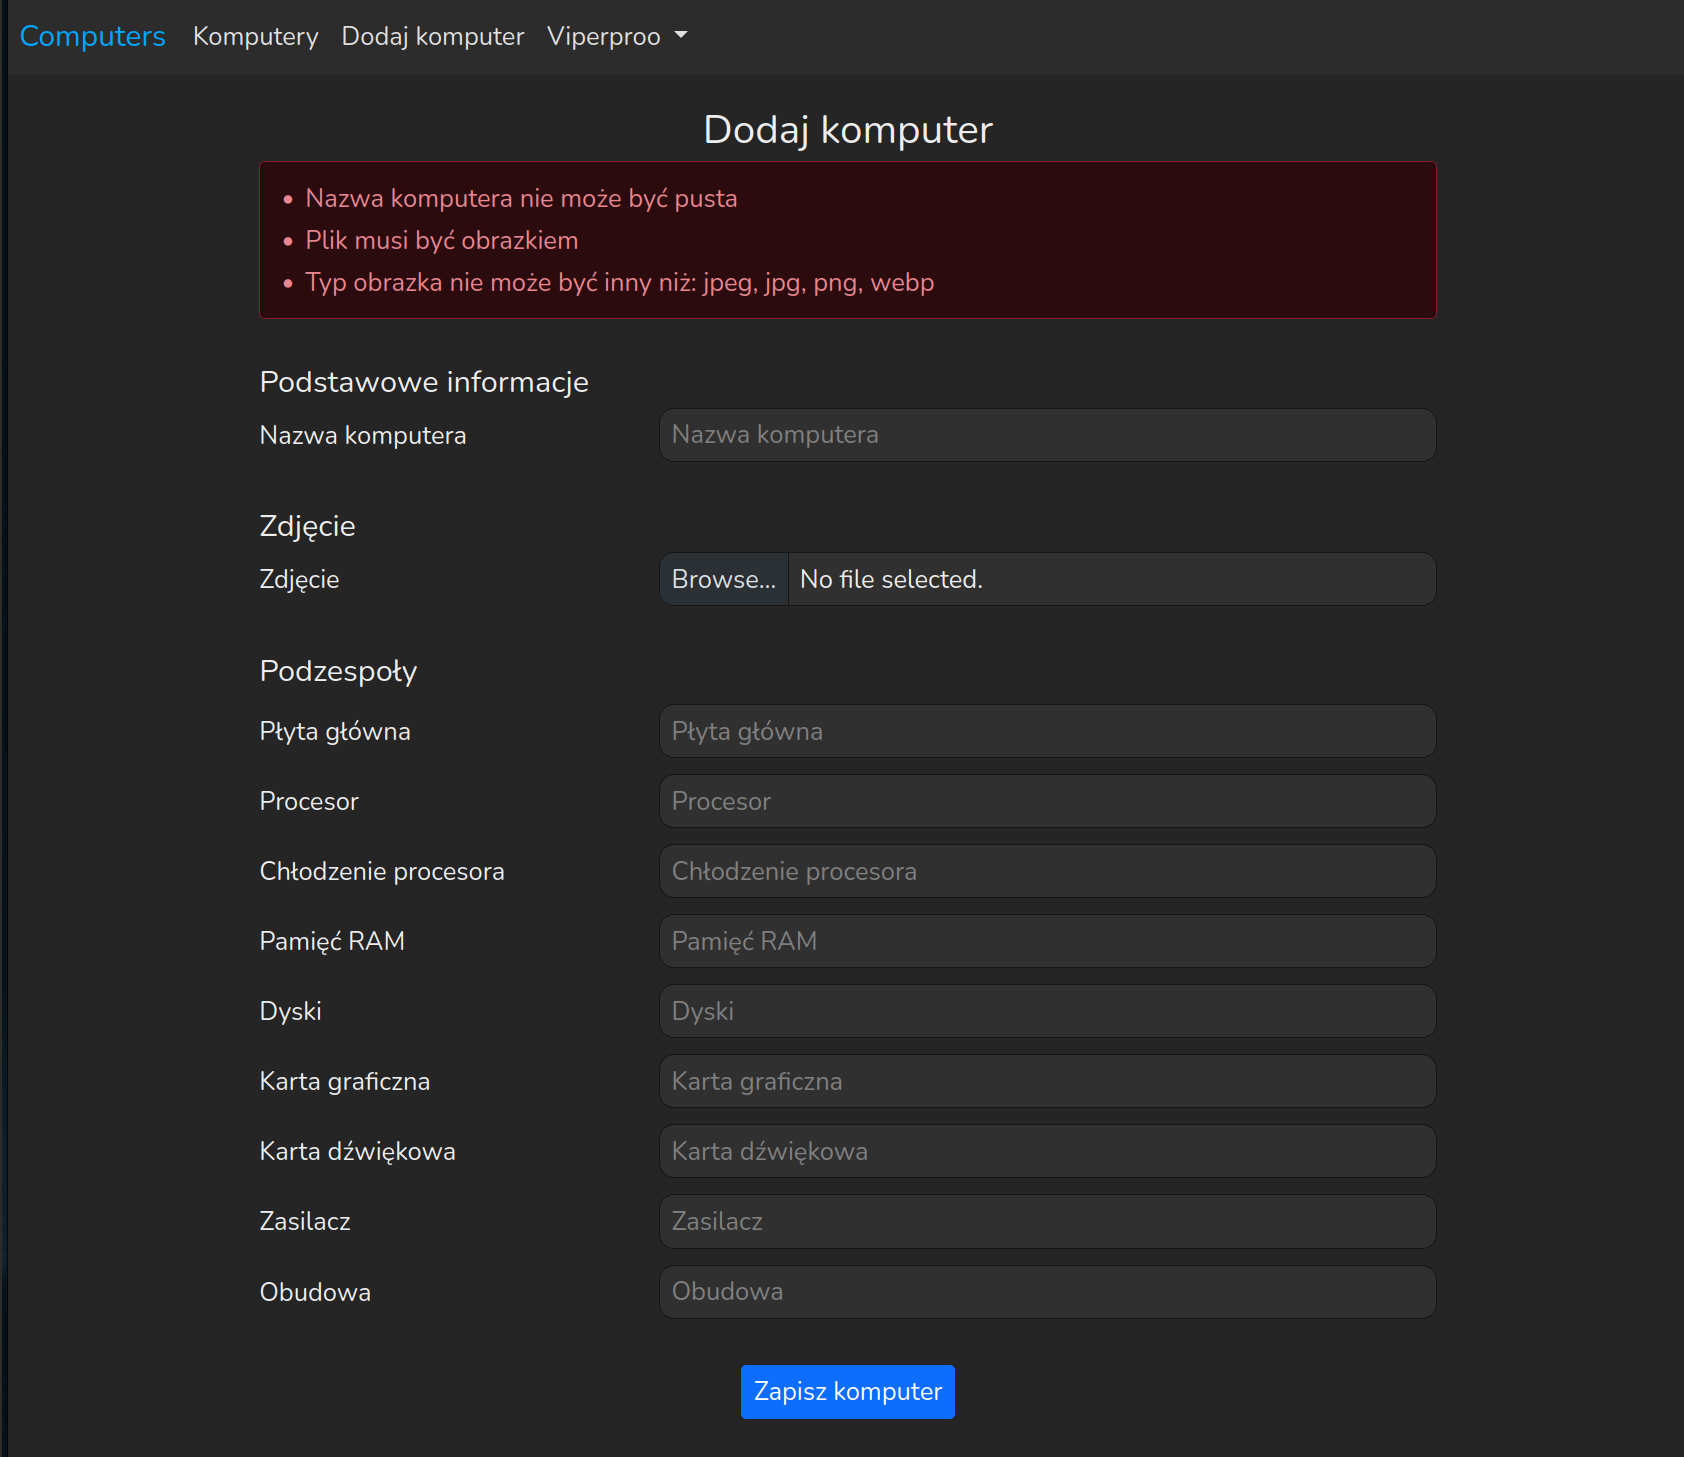 Computers Komputery Dodaj komputer Viperproo
Dodaj komputer
• Nazwa komputera nie może być pusta
• Plik musi być obrazkiem
• Typ obrazka nie może być inny niż: jpeg, jpg, png, webp
Podstawowe informacje
Nazwa komputera Nazwa komputera
Zdjęcie
Zdjęcie Browse... No file selected.
Podzespoły
Płyta główna Płyta główna
Procesor Procesor
Chłodzenie procesora Chłodzenie procesora
Pamięć RAM Pamięć RAM
Dyski Dyski
Karta graficzna Karta graficzna
Karta dźwiękowa Karta dźwiękowa
Zasilacz Zasilacz
Obudowa Obudowa
Zapisz komputer